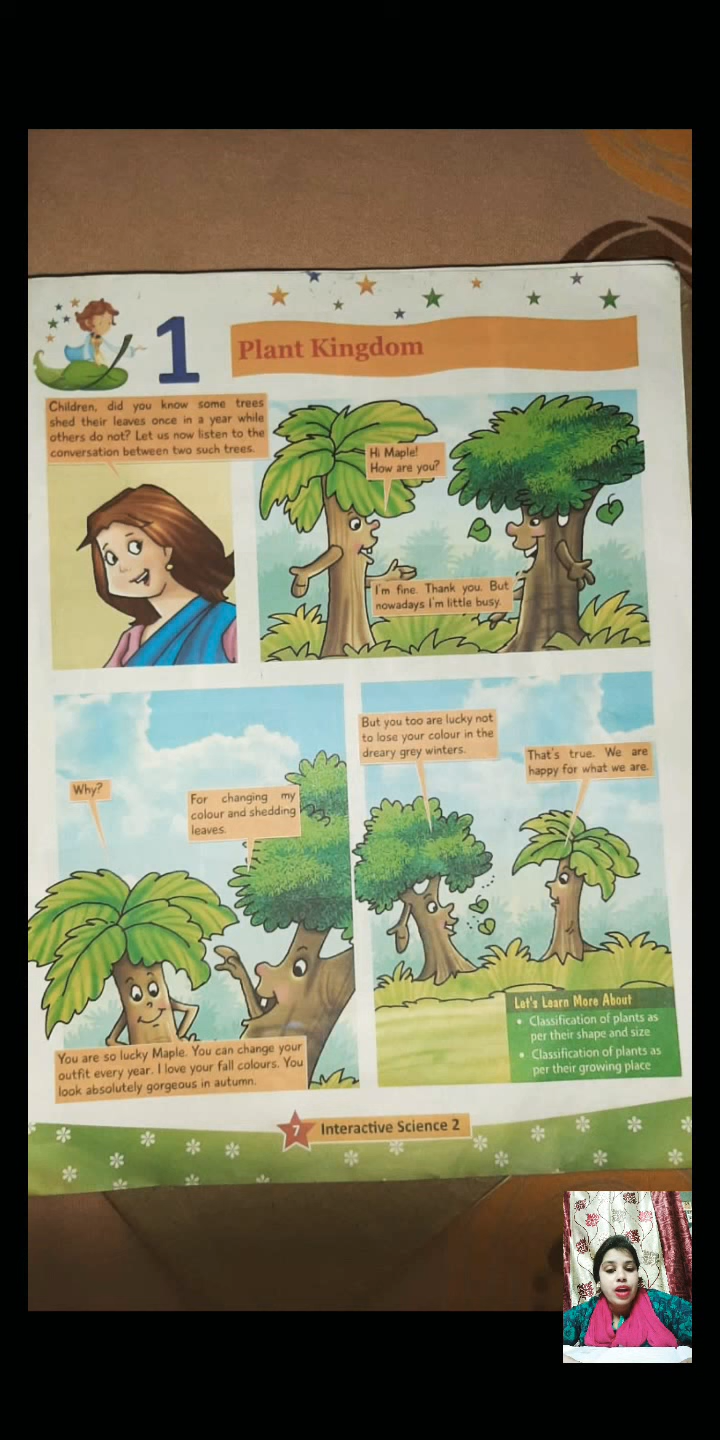 1
Plant Kingdom
Children, did you know some trees
shed their leaves once in a year while
others do not? Let us now listen to the
conversation between two such trees.
Hi Maple!
How are you?
I'm fine. Thank you. But
nowadays I'm little busy.
Why?
For changing my
colour and shedding
leaves.
You are so lucky Maple. You can change your
outfit every year. I love your fall colours. You
look absolutely gorgeous in autumn.
But you too are lucky not
to lose your colour in the
dreary grey winters.
That's true. We are
happy for what we are.
Let's Learn More About
• Classification of plants as
per their shape and size
• Classification of plants as
per their growing place
7
Interactive Science 2